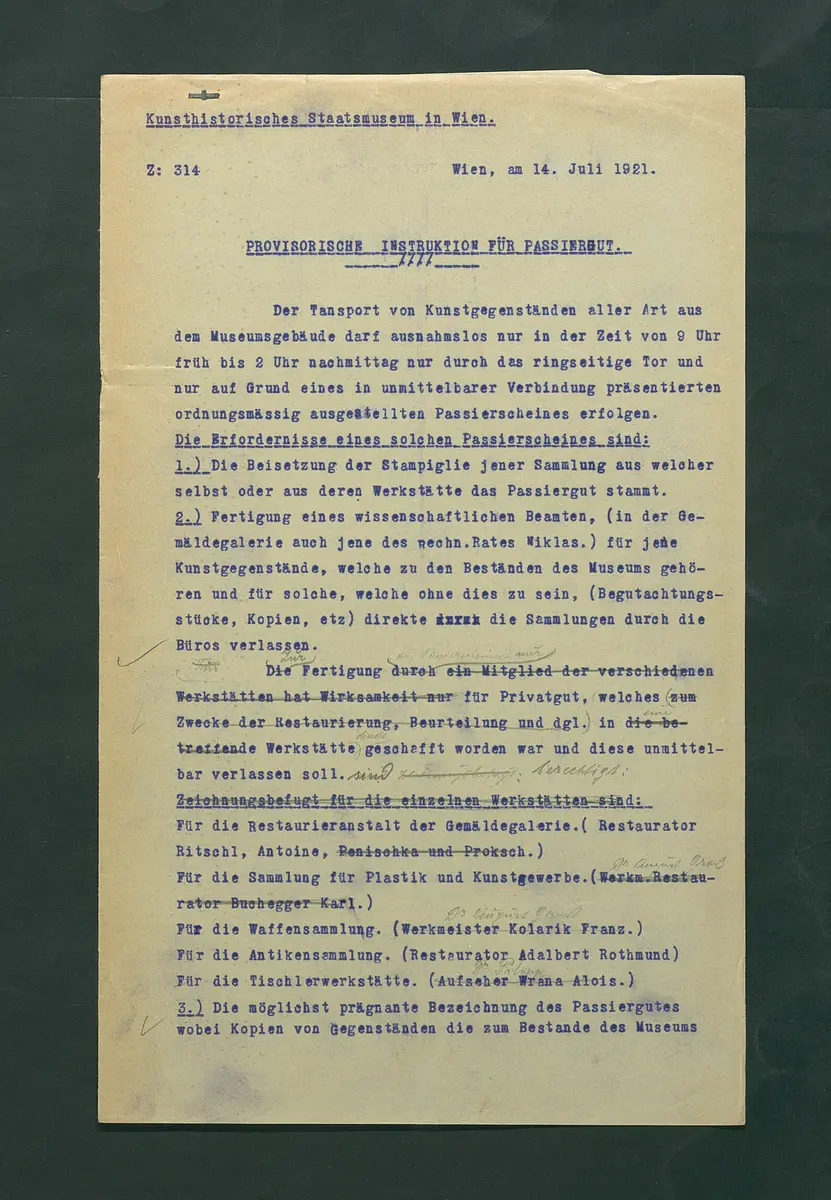 Kunsthistorisches Staatsmuseum in Wien.
Z: 314 Wien, am 14. Juli 1921.
PROVISORISCHE INSTRUKTION FÜR PASSIERGUT.
Der Tansport von Kunstgegenständen aller Art aus
dem Museumsgebäude darf ausnahmslos nur in der Zeit von 9 Uhr
früh bis 2 Uhr nachmittag nur durch das ringseitige Tor und
nur auf Grund eines in unmittelbarer Verbindung präsentierten
ordnungsmässig ausgestellten Passierscheines erfolgen.
Die Erfordernisse eines solchen Passierscheines sind:
1.) Die Beisetzung der Stampiglie jener Sammlung aus welcher
selbst oder aus deren Werkstätte das Passiergut stammt.
2.) Fertigung eines wissenschaftlichen Beamten, (in der Ge-
mäldegalerie auch jene des rechn.Rates Wiklas.) für jene
Kunstgegenstände, welche zu den Beständen des Museums gehö-
ren und für solche, welche ohne dies zu sein, (Begutachtungs-
stücke, Kopien, etz) direkte die Sammlungen durch die
Büros verlassen.
Zur nur
Die Fertigung durch ein Mitglied der verschiedenen
Werkstätten hat Wirksamkeit nur für Privatgut, welches (zum
Zwecke der Restaurierung, Beurteilung und dgl.) in die be-
eine
treffende Werkstätte geschafft worden war und diese unmittel-
bar verlassen soll. sind berechtigt:
Zeichnungsbefugt für die einzelnen Werkstätten sind:
Für die Restaurieranstalt der Gemäldegalerie.( Restaurator
Ritschl, Antoine, Penischka und Proksch.)
Dr August
Für die Sammlung für Plastik und Kunstgewerbe.(Werkm.Restau-
rator Buchegger Karl.)
Dr August
Für die Waffensammlung. (Werkmeister Kolarik Franz.)
Für die Antikensammlung. (Restaurator Adalbert Rothmund)
Dr
Für die Tischlerwerkstätte. (Aufseher Wrana Alois.)
3.) Die möglichst prägnante Bezeichnung des Passiergutes
wobei Kopien von Gegenständen die zum Bestande des Museums